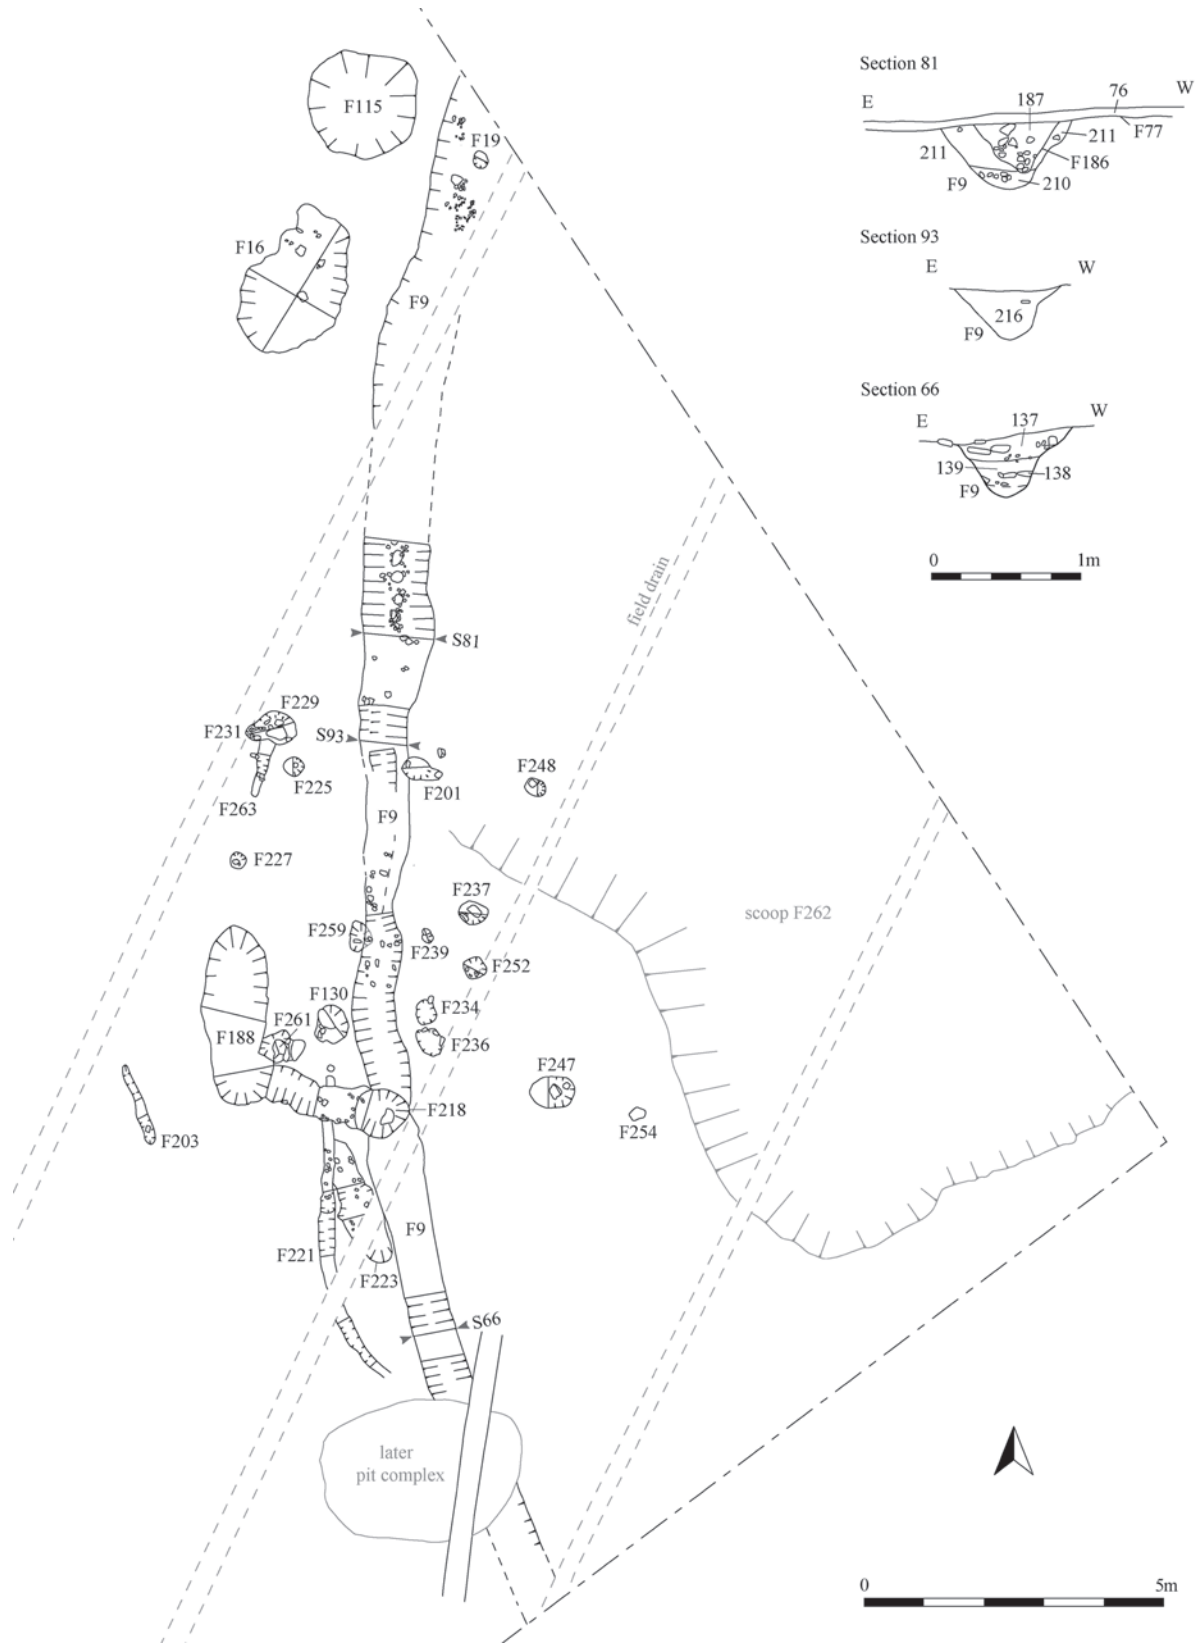 Section 81
E
W
76
187
211
211
F77
F186
F9
210
Section 93
E
W
216
F9
Section 66
E
W
137
139
138
F9
0
1m
F115
F19
F16
F9
field drain
S81
F229
F231
S93
F225
F263
F201
F248
F9
F227
F237
scoop F262
F259
F239
F252
F130
F234
F261
F188
F236
F247
F218
F254
F203
F9
F221
F223
S66
later
pit complex
0
5m